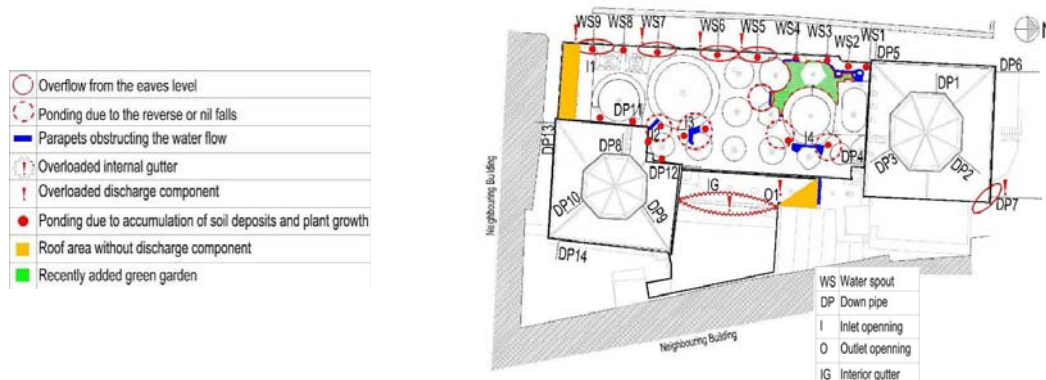 Overflow from the eaves level
Ponding due to the reverse or nil falls
Parapets obstructing the water flow
Overloaded internal gutter
Overloaded discharge component
Ponding due to accumulation of soil deposits and plant growth
Roof area without discharge component
Recently added green garden
WS9 WS8 WS7 WS6 WS5 WS4 WS3 WS2 WS1
N
DP5
DP6
I1
DP1
DP11
I3
I4
DP13
DP8
DP4
DP3
DP2
DP12
IG
O1
DP7
DP10
DP9
DP14
Neighbouring Building
Neighbouring Building
WS Water spout
DP Down pipe
I Inlet openning
O Outlet openning
IG Interior gutter